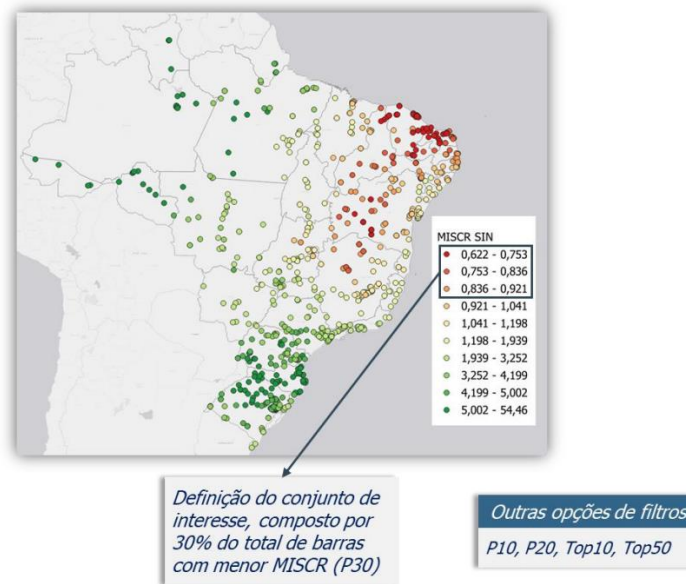 MISCR SIN
0,622 - 0,753
0,753 - 0,836
0,836 - 0,921
0,921 - 1,041
1,041 - 1,198
1,198 - 1,939
1,939 - 3,252
3,252 - 4,199
4,199 - 5,002
5,002 - 54,46
Definição do conjunto de
interesse, composto por
30% do total de barras
com menor MISCR (P30)
Outras opções de filtros
P10, P20, Top10, Top50